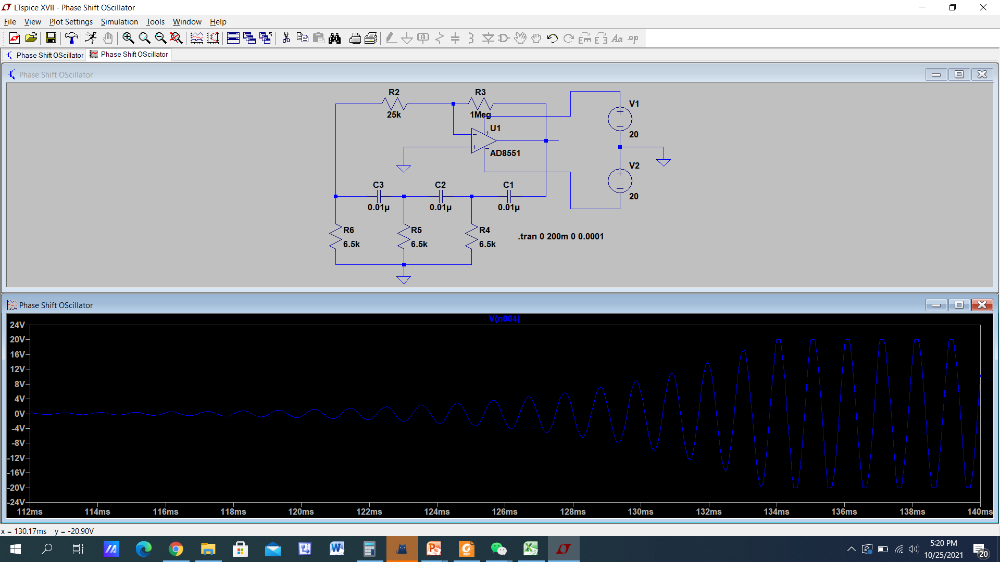 LTspice XVII - Phase Shift OScillator
File View Plot Settings Simulation Tools Window Help
Phase Shift OScillator
Phase Shift OScillator
Phase Shift OScillator
R2
25k
R3
1Meg
U1
AD8551
V1
20
V2
20
C3
0.01µ
C2
0.01µ
C1
0.01µ
R6
6.5k
R5
6.5k
R4
6.5k
.tran 0 200m 0 0.0001
Phase Shift OScillator
V(n004)
24V
20V
16V
12V
8V
4V
0V
-4V
-8V
-12V
-16V
-20V
-24V
112ms 114ms 116ms 118ms 120ms 122ms 124ms 126ms 128ms 130ms 132ms 134ms 136ms 138ms 140ms
x = 130.17ms y = -20.90V
5:20 PM
10/25/2021
20